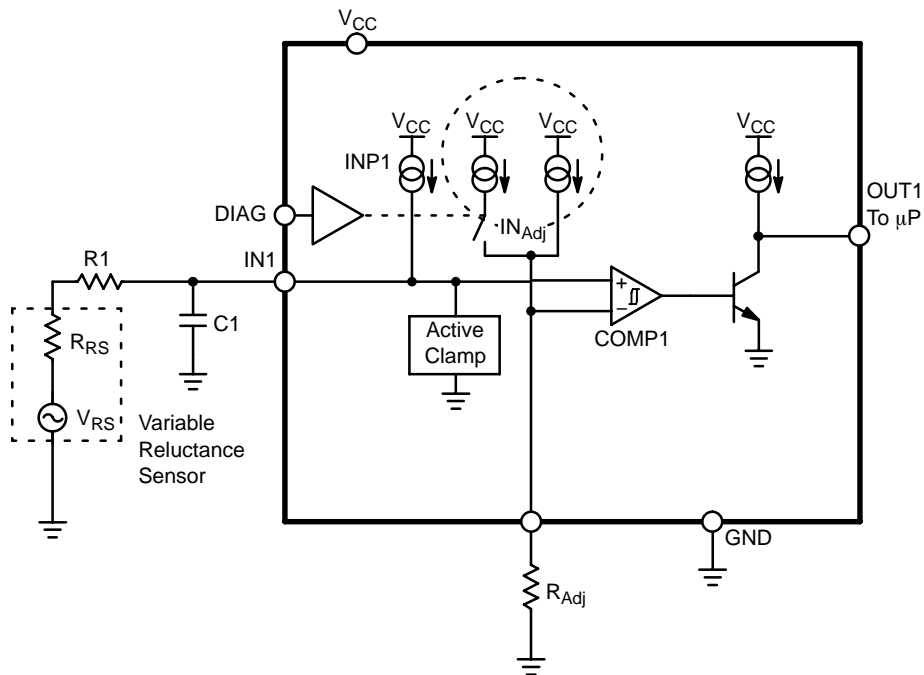 VCC
VCC
VCC
VCC
VCC
INP1
OUT1
To μP
DIAG
INAdj
IN1
R1
+
−
C1
Active
Clamp
COMP1
RRS
VRS
Variable
Reluctance
Sensor
GND
RAdj